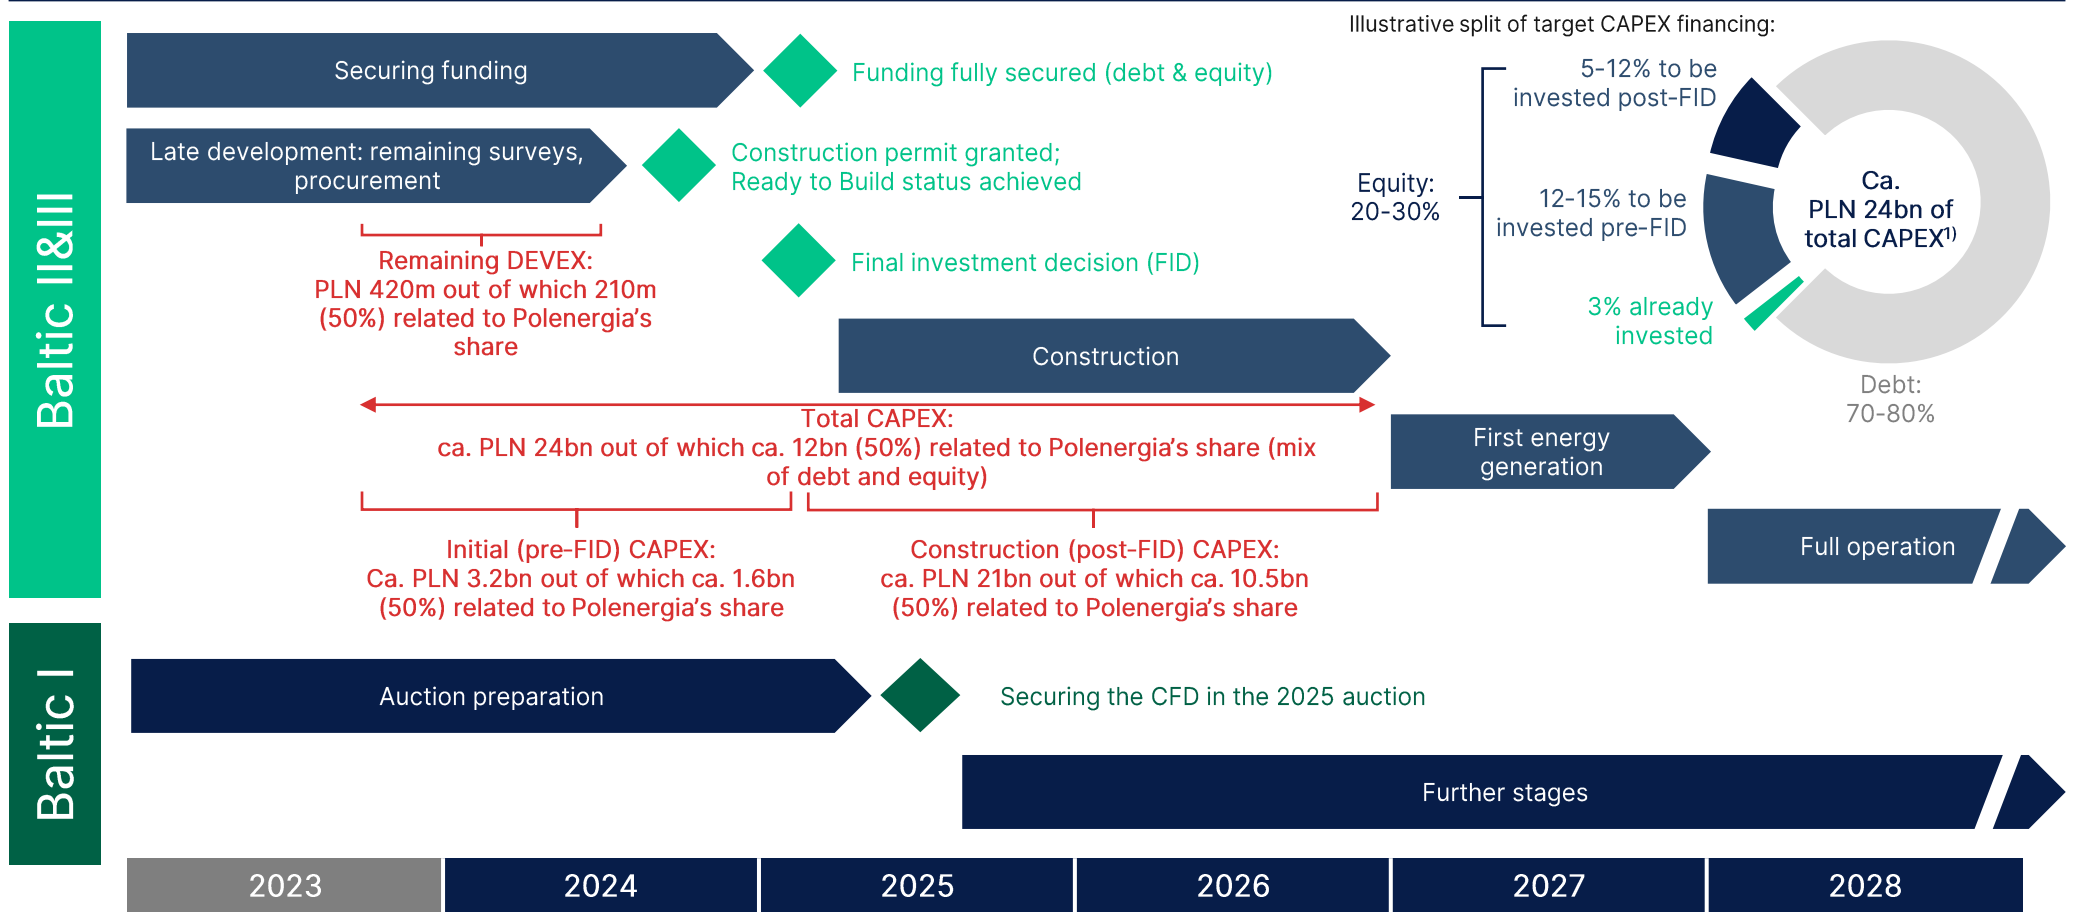 Baltic II&III
Securing funding
Funding fully secured (debt & equity)
Late development: remaining surveys,
procurement
Construction permit granted;
Ready to Build status achieved
Remaining DEVEX:
PLN 420m out of which 210m
(50%) related to Polenergia's
share
Final investment decision (FID)
Construction
Total CAPEX:
ca. PLN 24bn out of which ca. 12bn (50%) related to Polenergia's share (mix
of debt and equity)
First energy
generation
Full operation
Initial (pre-FID) CAPEX:
Ca. PLN 3.2bn out of which ca. 1.6bn
(50%) related to Polenergia's share
Construction (post-FID) CAPEX:
ca. PLN 21bn out of which ca. 10.5bn
(50%) related to Polenergia's share
Illustrative split of target CAPEX financing:
Equity:
20-30%
5-12% to be
invested post-FID
12-15% to be
invested pre-FID
3% already
invested
Ca.
PLN 24bn of
total CAPEX¹⁾
Debt:
70-80%
Baltic I
Auction preparation
Securing the CFD in the 2025 auction
Further stages
2023
2024
2025
2026
2027
2028